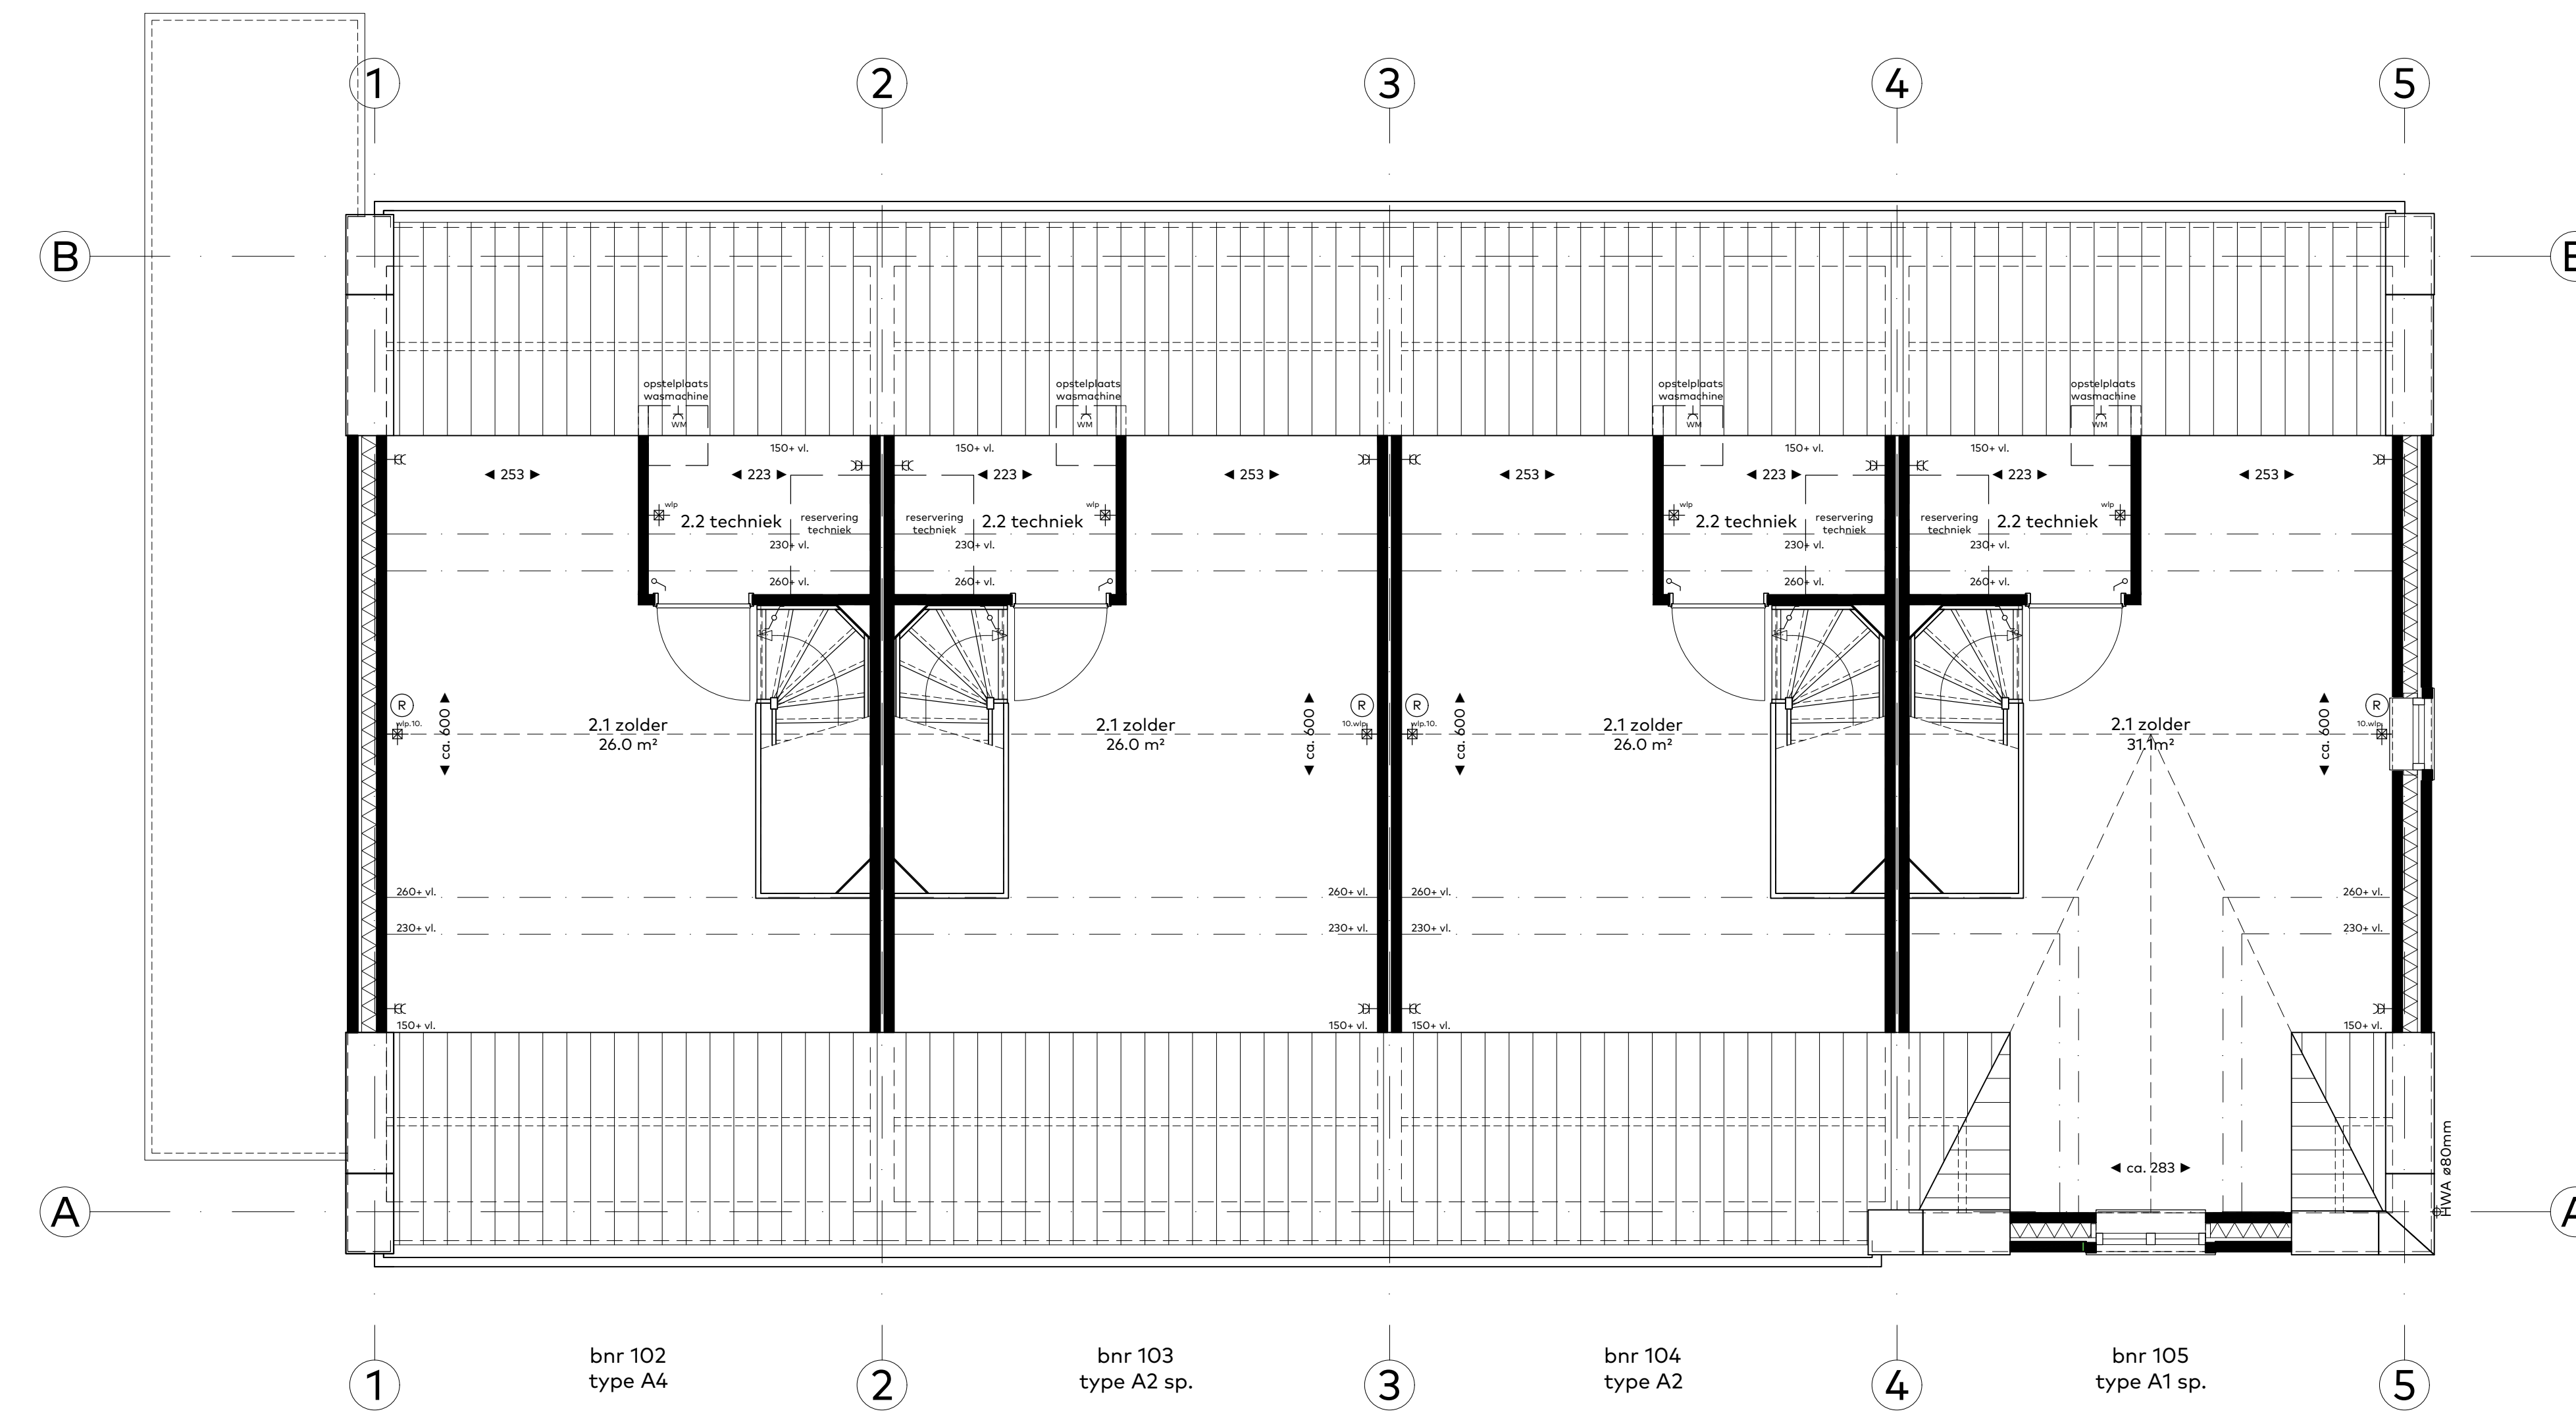 1 2 3 4 5
B B
opstelplaats opstelplaats opstelplaats opstelplaats
wasmachine wasmachine wasmachine wasmachine
WM WM WM WM
150+ vl. 150+ vl. 150+ vl. 150+ vl.
253 223 223 253 253 223 223 253
wlp wlp wlp wlp
2.2 techniek reservering reservering 2.2 techniek 2.2 techniek reservering reservering 2.2 techniek
techniek techniek techniek techniek
230+ vl. 230+ vl. 230+ vl. 230+ vl.
260+ vl. 260+ vl. 260+ vl. 260+ vl.
R R R R
wlp.10. 10.wlp. wlp.10. 10.wlp.
ca. 600 ca. 600 ca. 600 ca. 600
2.1 zolder 2.1 zolder 2.1 zolder 2.1 zolder
26.0 m² 26.0 m² 26.0 m² 31.1m²
260+ vl. 260+ vl. 260+ vl. 260+ vl.
230+ vl. 230+ vl. 230+ vl. 230+ vl.
150+ vl. 150+ vl. 150+ vl. 150+ vl.
ca. 283
HWA ø80mm
A A
bnr 102 bnr 103 bnr 104 bnr 105
type A4 type A2 sp. type A2 type A1 sp.
1 2 3 4 5